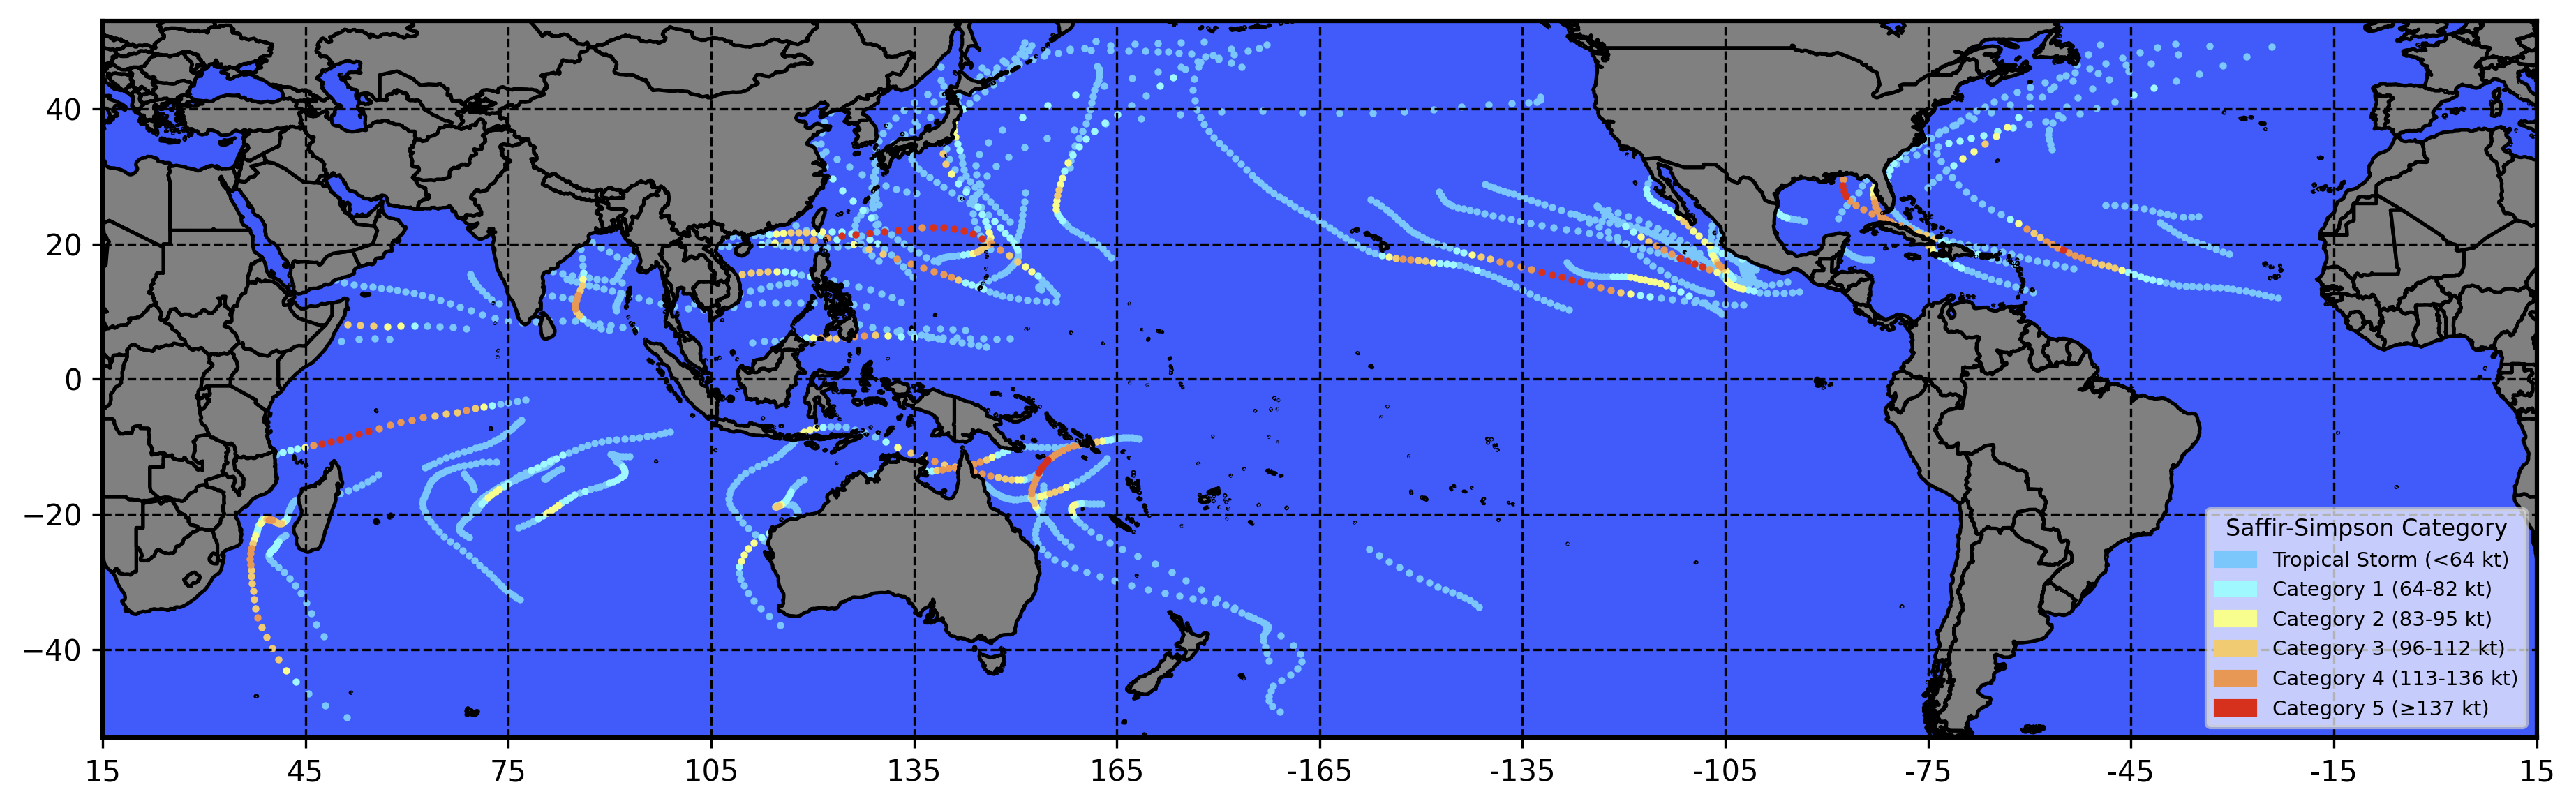 40
20
0
−20
−40
15
45
75
105
135
165
-165
-135
-105
-75
-45
-15
15
Saffir-Simpson Category
Tropical Storm (<64 kt)
Category 1 (64-82 kt)
Category 2 (83-95 kt)
Category 3 (96-112 kt)
Category 4 (113-136 kt)
Category 5 (≥137 kt)